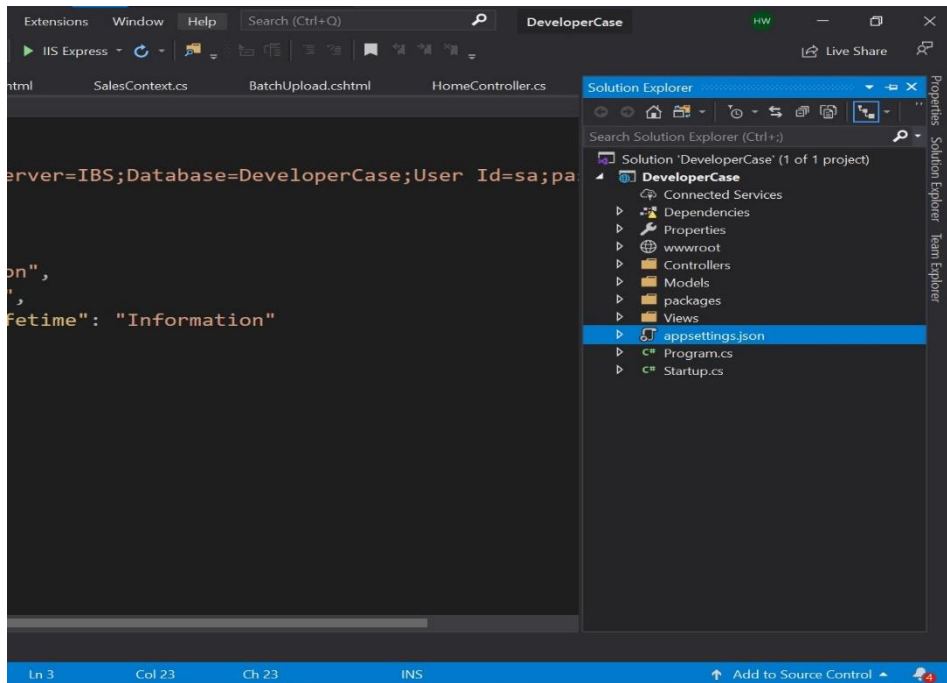 Extensions Window Help Search (Ctrl+Q) DeveloperCase HW
IIS Express Live Share
SalesContext.cs BatchUpload.cshtml HomeController.cs
Solution Explorer
Search Solution Explorer (Ctrl+;)
Solution 'DeveloperCase' (1 of 1 project)
DeveloperCase
Connected Services
Dependencies
Properties
wwwroot
Controllers
Models
packages
Views
appsettings.json
C# Program.cs
C# Startup.cs
erver=IBS;Database=DeveloperCase;User Id=sa;pa
on",
",
fetime": "Information"
Properties
Solution Explorer
Team Explorer
Ln 3 Col 23 Ch 23 INS Add to Source Control 4